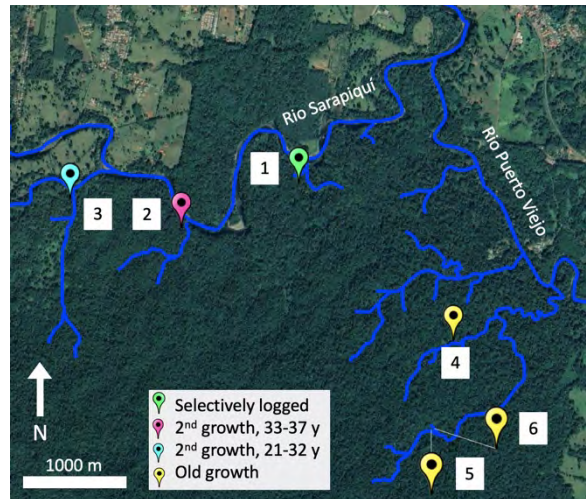 Rio Sarapiquí
Rio Puerto Viejo
1
2
3
4
6
5
N
1000 m
Selectively logged
2nd growth, 33-37 y
2nd growth, 21-32 y
Old growth